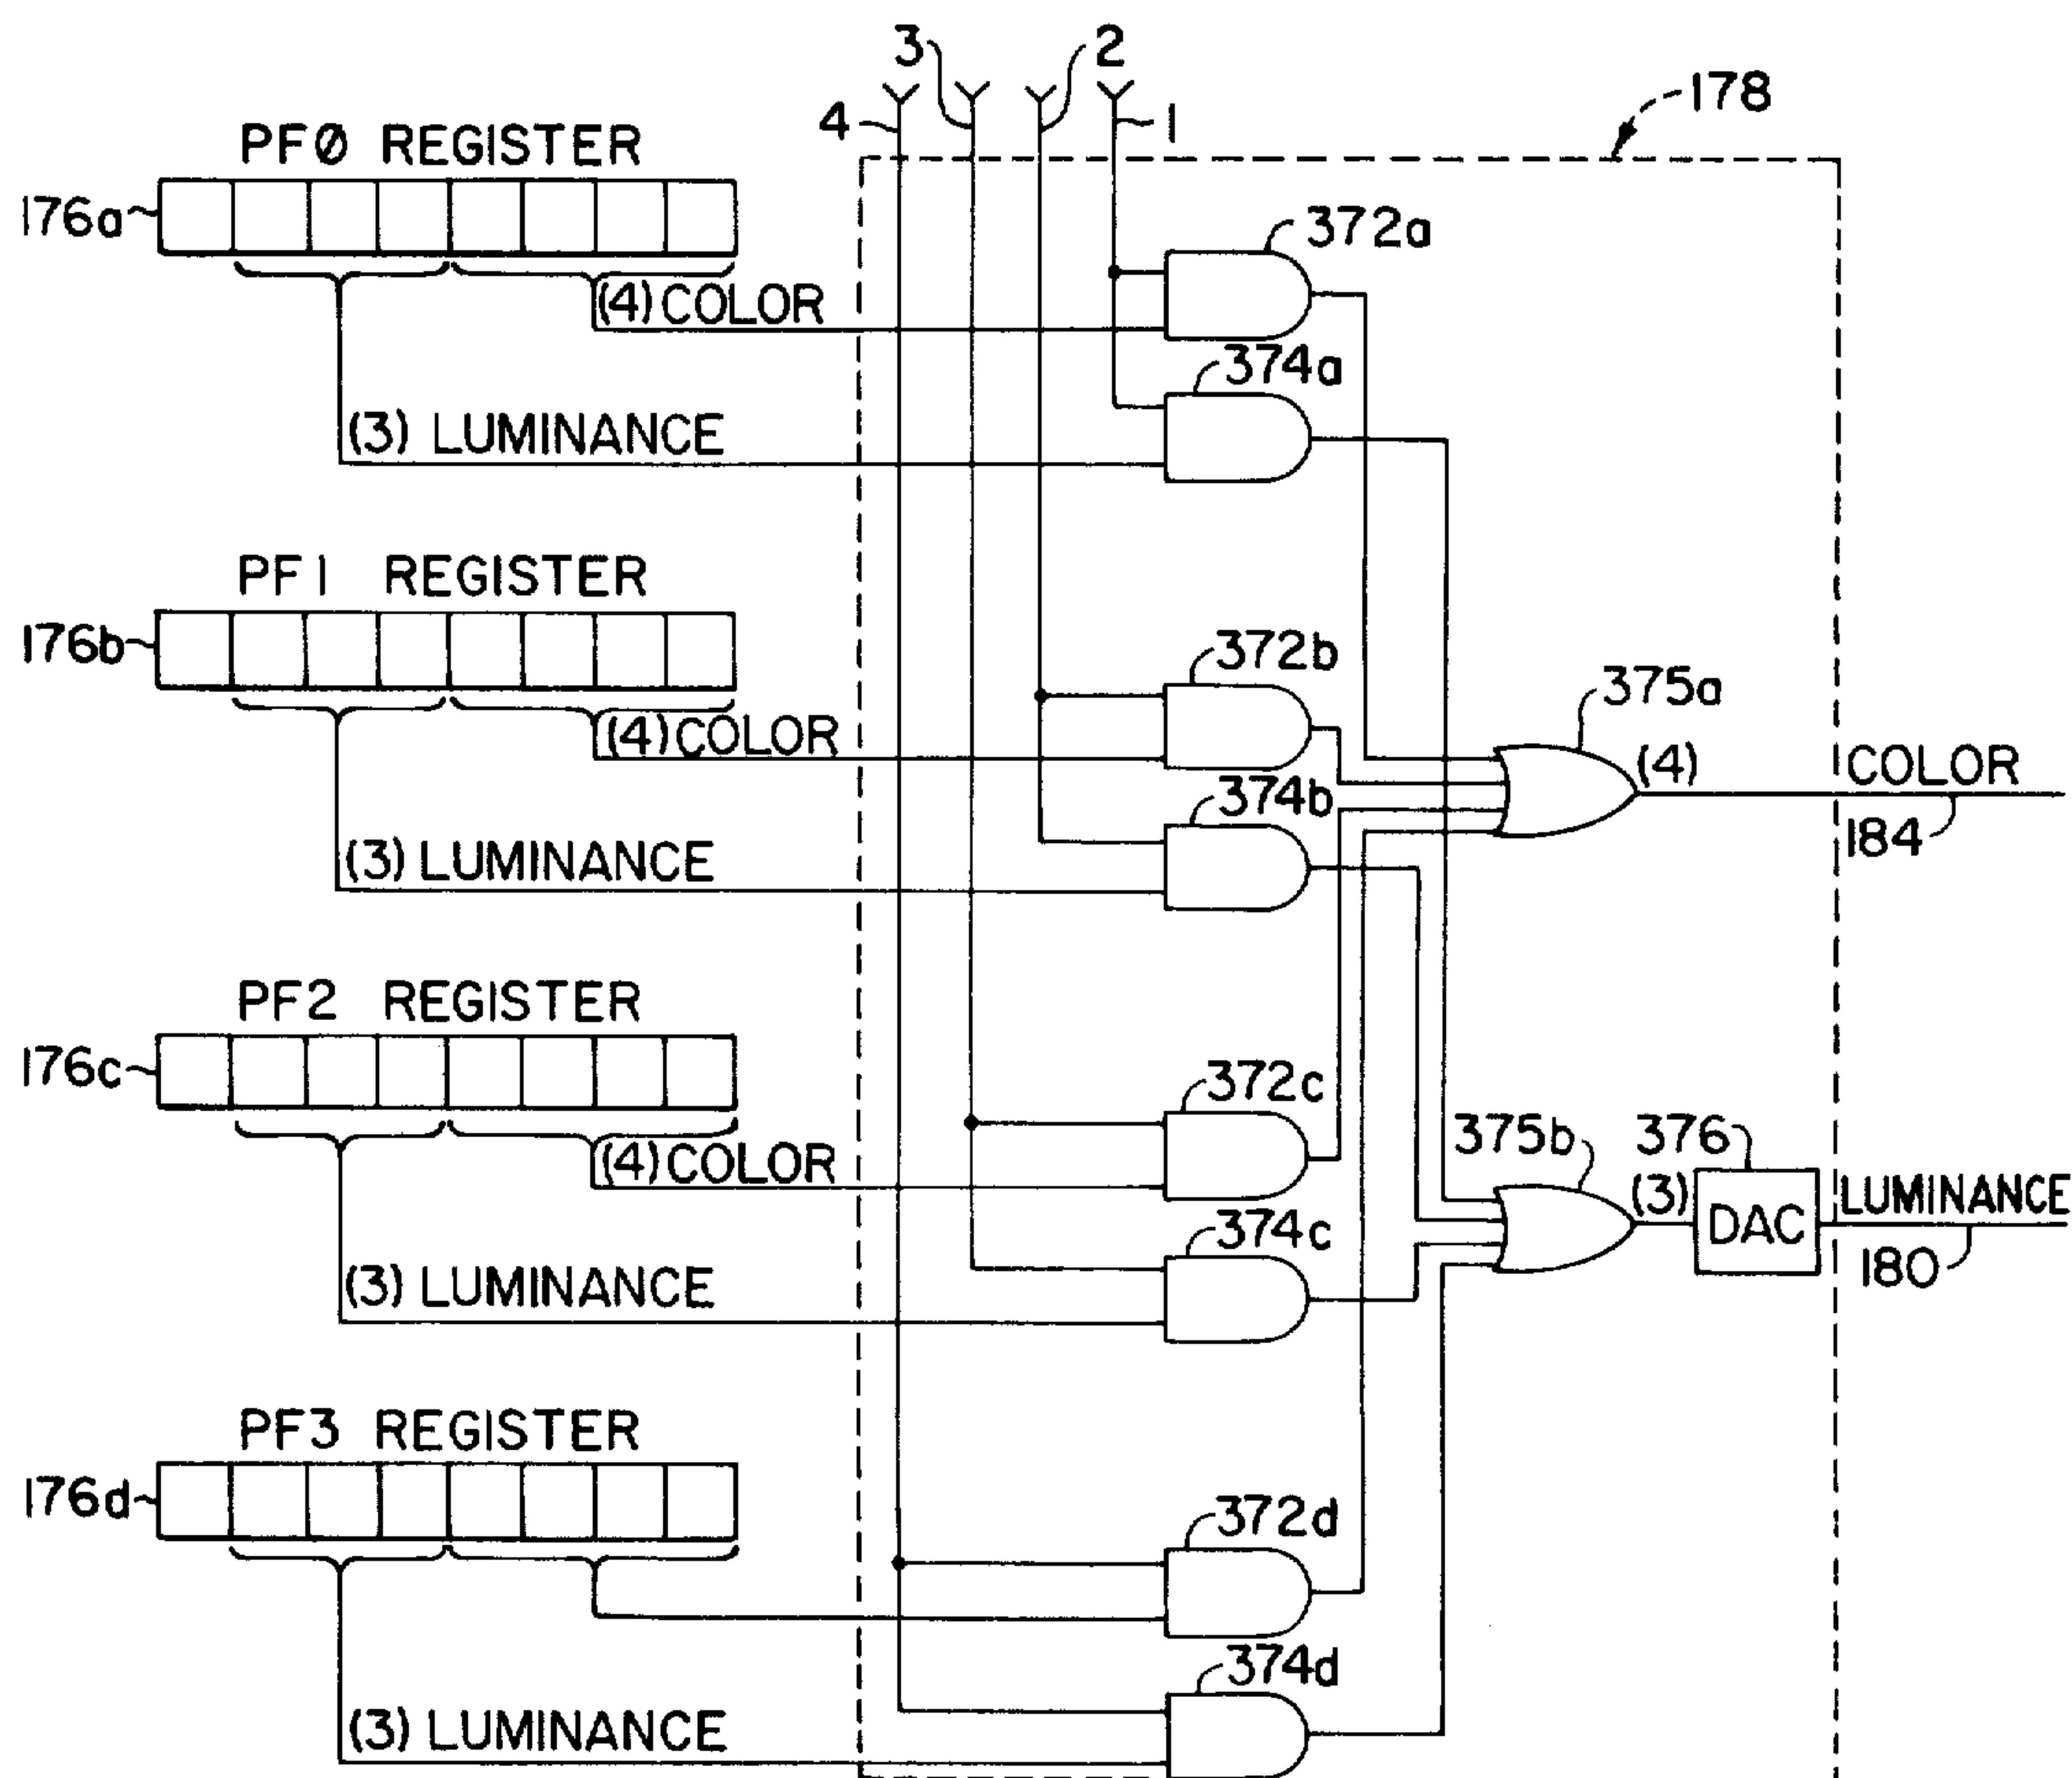 3
2
4
1
178
PFØ REGISTER
176a
372a
(4) COLOR
374a
(3) LUMINANCE
PF1 REGISTER
176b
372b
375a
(4) COLOR
(4)
COLOR
374b
184
(3) LUMINANCE
PF2 REGISTER
176c
372c
375b
376
(4) COLOR
(3)
DAC
LUMINANCE
374c
180
(3) LUMINANCE
PF3 REGISTER
176d
372d
374d
(3) LUMINANCE